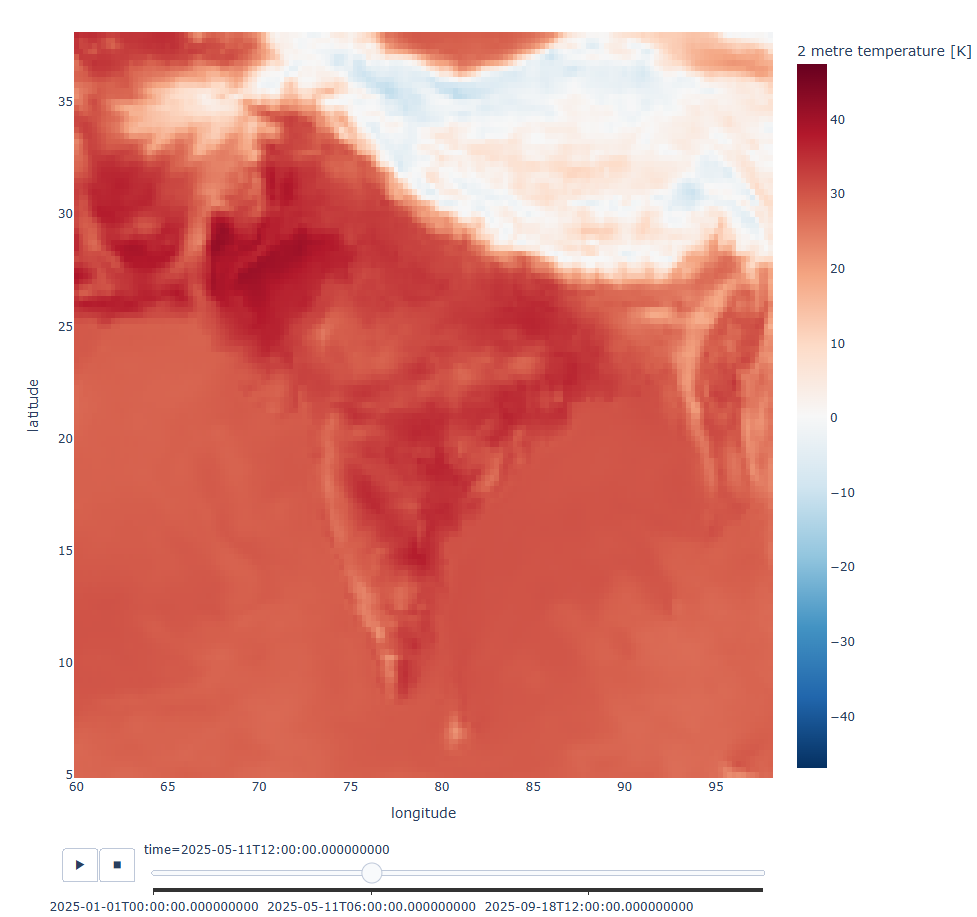 2 metre temperature [K]
40
30
20
10
0
−10
−20
−30
−40
latitude
35
30
25
20
15
10
5
60 65 70 75 80 85 90 95
longitude
time=2025-05-11T12:00:00.000000000
2025-01-01T00:00:00.000000000 2025-05-11T06:00:00.000000000 2025-09-18T12:00:00.000000000